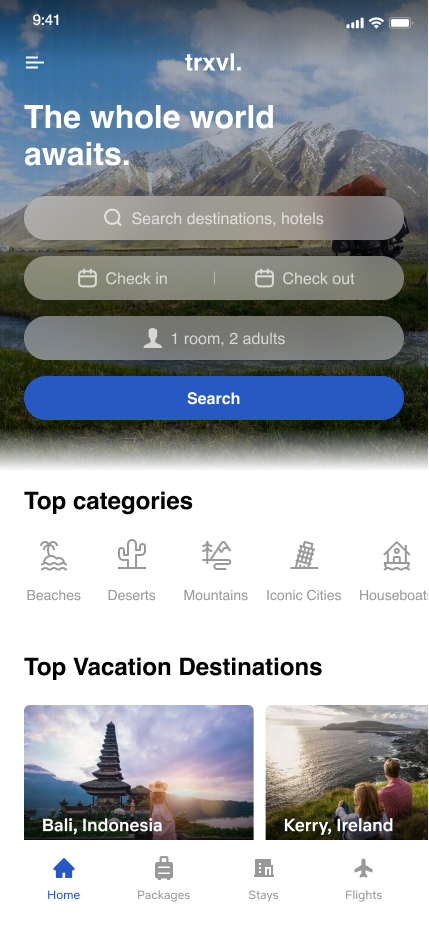 9:41
trxvl.
The whole world
awaits.
Search destinations, hotels
Check in
Check out
1 room, 2 adults
Search
Top categories
Beaches
Deserts
Mountains
Iconic Cities
Houseboats
Top Vacation Destinations
Bali, Indonesia
Kerry, Ireland
Home
Packages
Stays
Flights